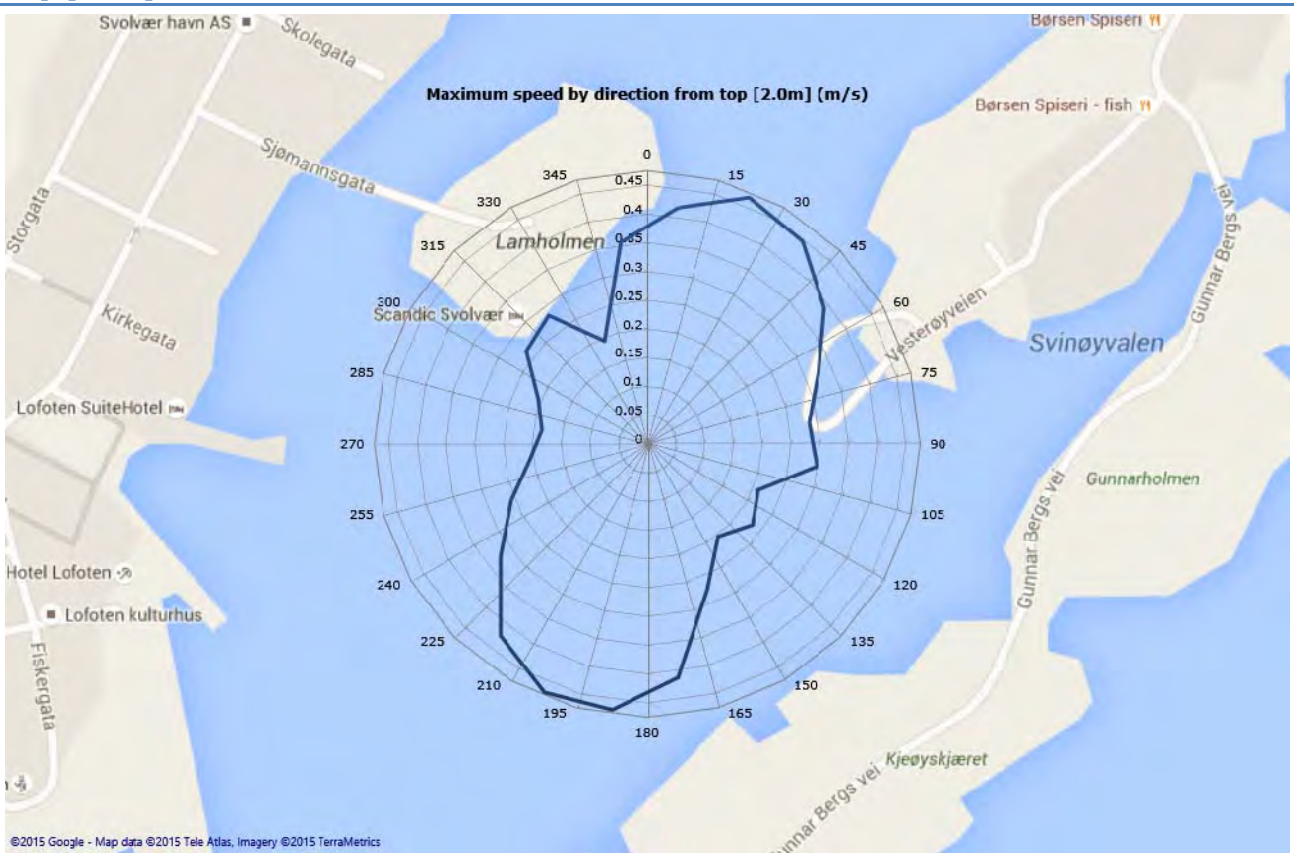 Svolvær havn AS
Skolegata
Børsen Spiseri
Maximum speed by direction from top [2.0m] (m/s)
Børsen Spiseri - fish
Sjømannsgata
Storgata
Gunnar Bergs vei
0
345
15
330
30
315
45
300
60
285
75
270
90
255
105
240
120
225
135
210
150
195
165
180
0.45
0.4
0.35
0.3
0.25
0.2
0.15
0.1
0.05
0
Lamholmen
Scandic Svolvær
Kirkegata
Vesterøyveien
Svinøyvalen
Lofoten SuiteHotel
Gunnarholmen
Gunnar Bergs vei
Hotel Lofoten
Lofoten kulturhus
Fiskergata
Kjeøyskjæret
Gunnar Bergs vei
©2015 Google - Map data ©2015 Tele Atlas, Imagery ©2015 TerraMetrics